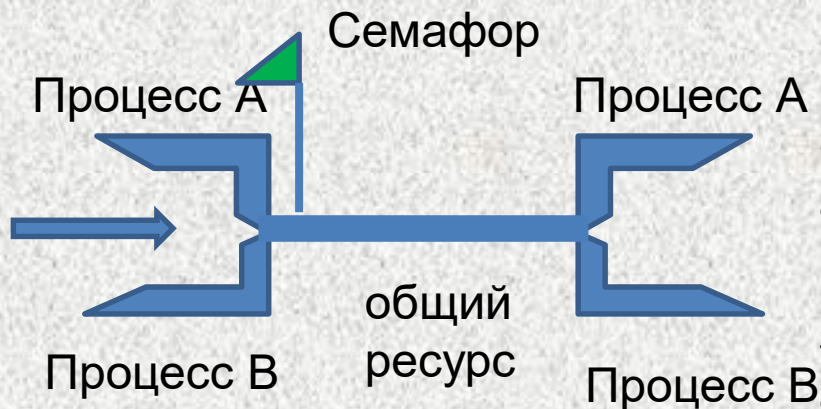 Семафор
Процесс А
Процесс А
общий
ресурс
Процесс В
Процесс В